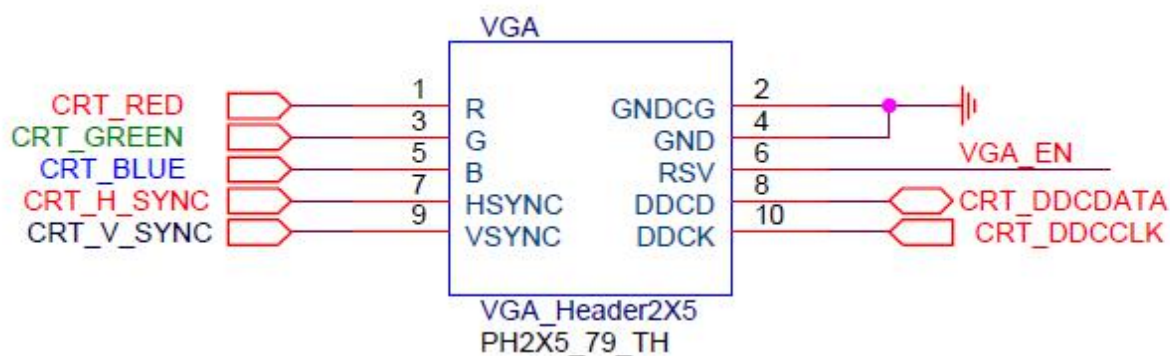 VGA
1
CRT_RED R GNDCG 2
CRT_GREEN 3 G GND 4
CRT_BLUE 5 B RSV 6 VGA_EN
CRT_H_SYNC 7 HSYNC DDCD 8 CRT_DDCDATA
CRT_V_SYNC 9 VSYNC DDCK 10 CRT_DDCCLK
VGA_Header2X5
PH2X5_79_TH